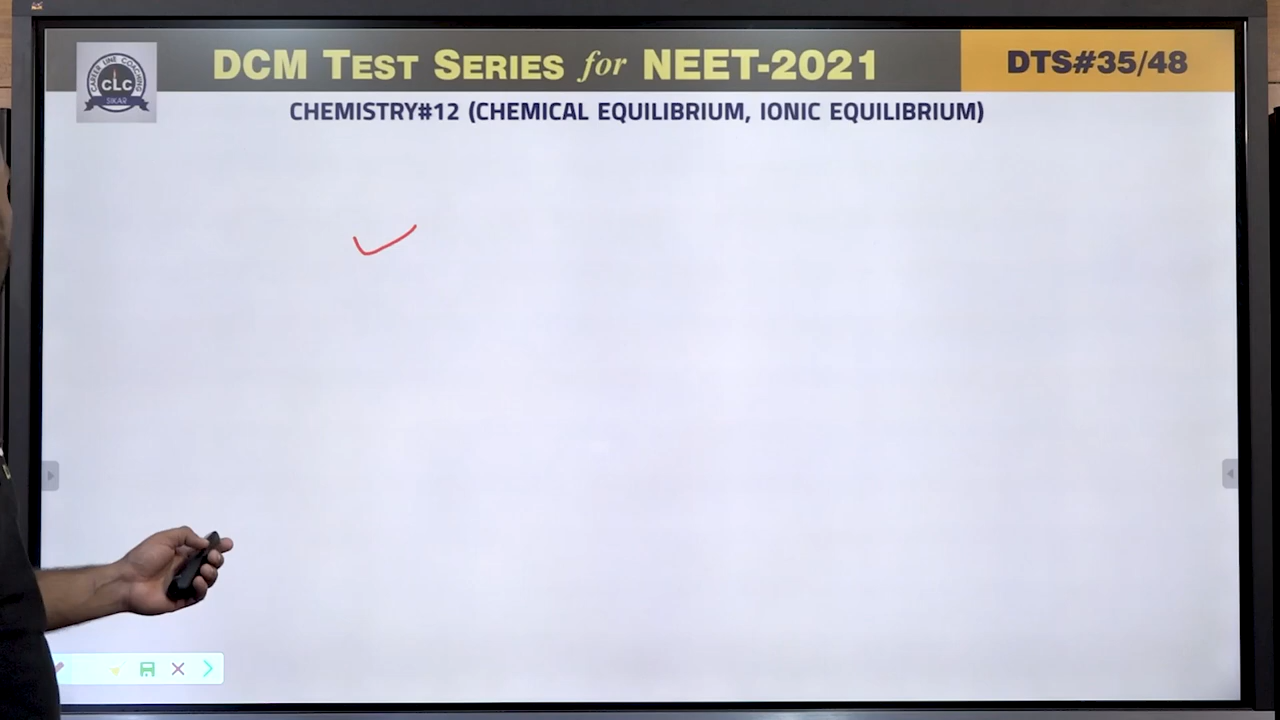 DCM TEST SERIES for NEET-2021
DTS#35/48
CAREER LINE COACHING
CLC
SIKAR
CHEMISTRY#12 (CHEMICAL EQUILIBRIUM, IONIC EQUILIBRIUM)